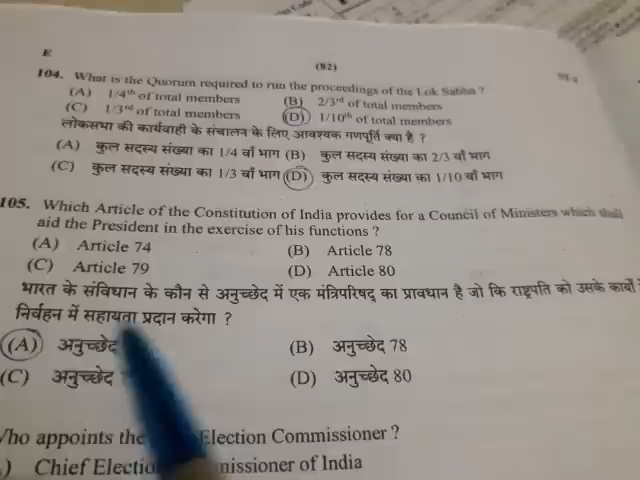 E
(82)
104. What is the Quorum required to run the proceedings of the Lok Sabha ?
(A) 1/4th of total members (B) 2/3rd of total members
(C) 1/3rd of total members (D) 1/10th of total members
लोकसभा की कार्यवाही के संचालन के लिए आवश्यक गणपूर्ति क्या है ?
(A) कुल सदस्य संख्या का 1/4 वाँ भाग (B) कुल सदस्य संख्या का 2/3 वाँ भाग
(C) कुल सदस्य संख्या का 1/3 वाँ भाग (D) कुल सदस्य संख्या का 1/10 वाँ भाग
105. Which Article of the Constitution of India provides for a Council of Ministers which shall
aid the President in the exercise of his functions ?
(A) Article 74 (B) Article 78
(C) Article 79 (D) Article 80
भारत के संविधान के कौन से अनुच्छेद में एक मंत्रिपरिषद् का प्रावधान है जो कि राष्ट्रपति को उसके कार्यों
निर्वहन में सहायता प्रदान करेगा ?
(A) अनुच्छेद (B) अनुच्छेद 78
(C) अनुच्छेद (D) अनुच्छेद 80
Who appoints the Election Commissioner ?
) Chief of India